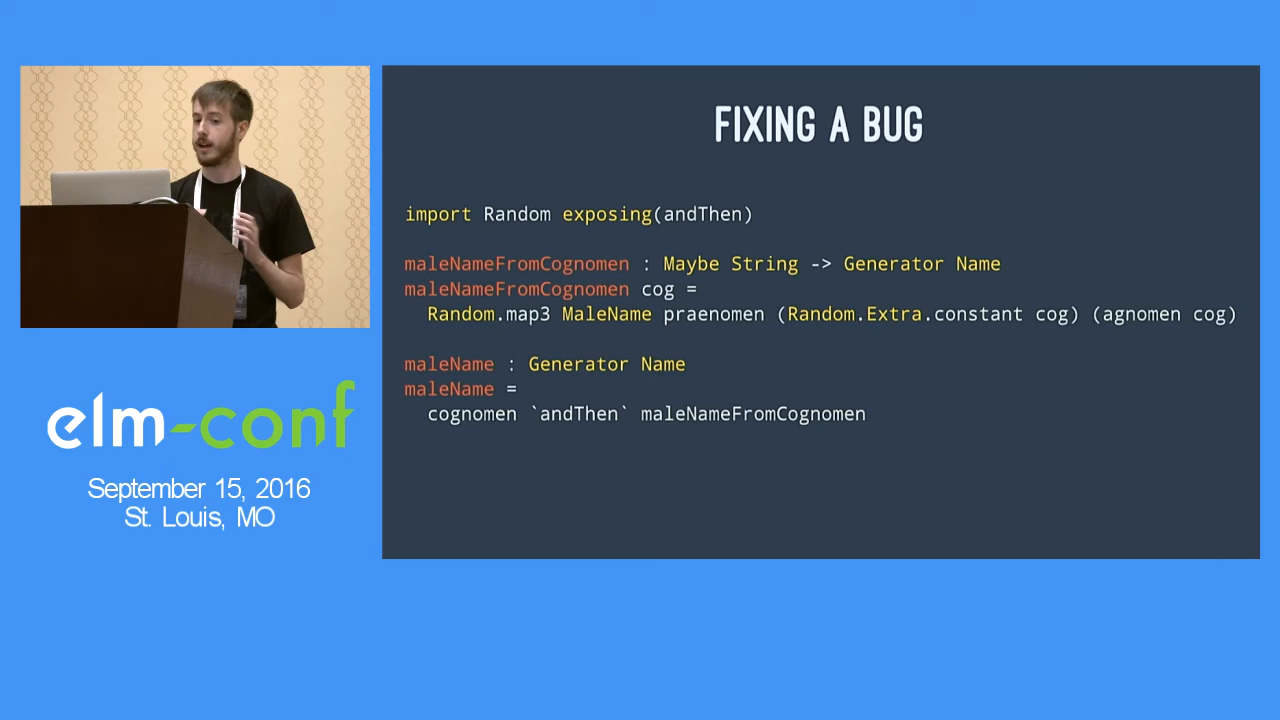 FIXING A BUG
import Random exposing(andThen)
maleNameFromCognomen : Maybe String -> Generator Name
maleNameFromCognomen cog =
Random.map3 MaleName praenomen (Random.Extra.constant cog) (agnomen cog)
maleName : Generator Name
maleName =
cognomen `andThen` maleNameFromCognomen
elm-conf
September 15, 2016
St. Louis, MO